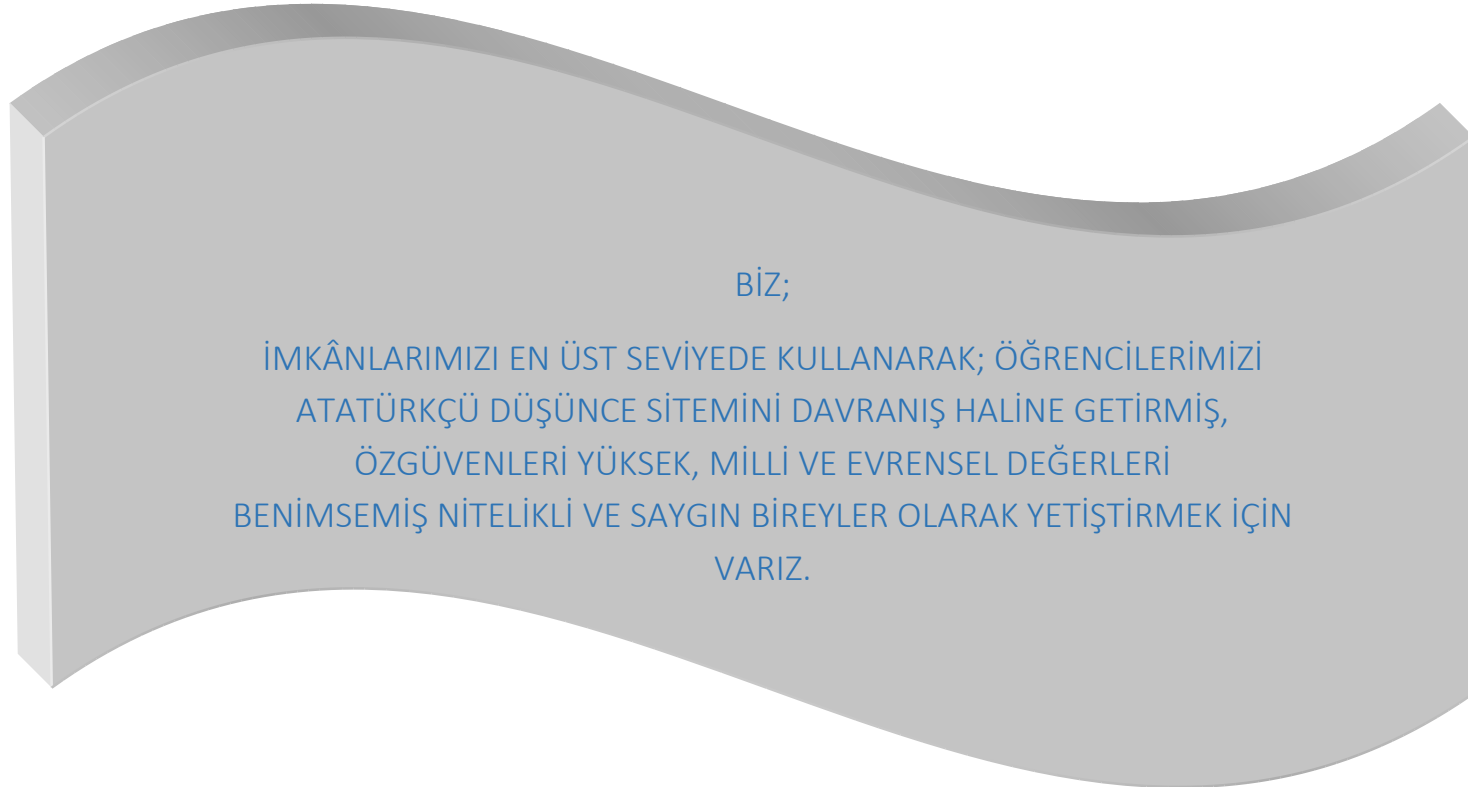 BİZ;
İMKÂNLARIMIZI EN ÜST SEVİYEDE KULLANARAK; ÖĞRENCİLERİMİZİ
ATATÜRKÇÜ DÜŞÜNCE SİTEMİNİ DAVRANIŞ HALİNE GETİRMİŞ,
ÖZGÜVENLERİ YÜKSEK, MİLLİ VE EVRENSEL DEĞERLERİ
BENİMSEMİŞ NİTELİKLİ VE SAYGIN BİREYLER OLARAK YETİŞTİRMEK İÇİN
VARIZ.